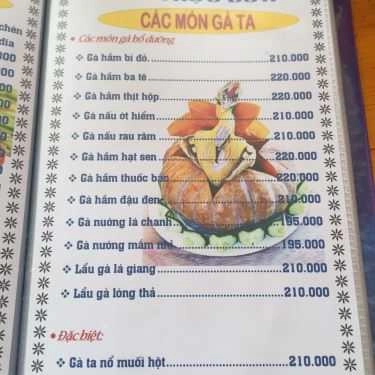 chén
đĩa
CÁC MÓN GÀ TA
Các món gà bổ dưỡng
Gà hầm bí đỏ 210.000
Gà hầm ba tê 220.000
Gà hầm thịt hộp 220.000
Gà nấu ớt hiểm 210.000
Gà nấu rau răm 210.000
Gà hầm hạt sen 220.000
Gà hầm thuốc bắc 220.000
Gà hầm đậu đen 210.000
Gà nướng lá chanh 195.000
Gà nướng mắm nhỉ 195.000
Lẩu gà lá giang 210.000
Lẩu gà lóng thả 210.000
Đặc biệt:
Gà ta nổ muối hột 210.000